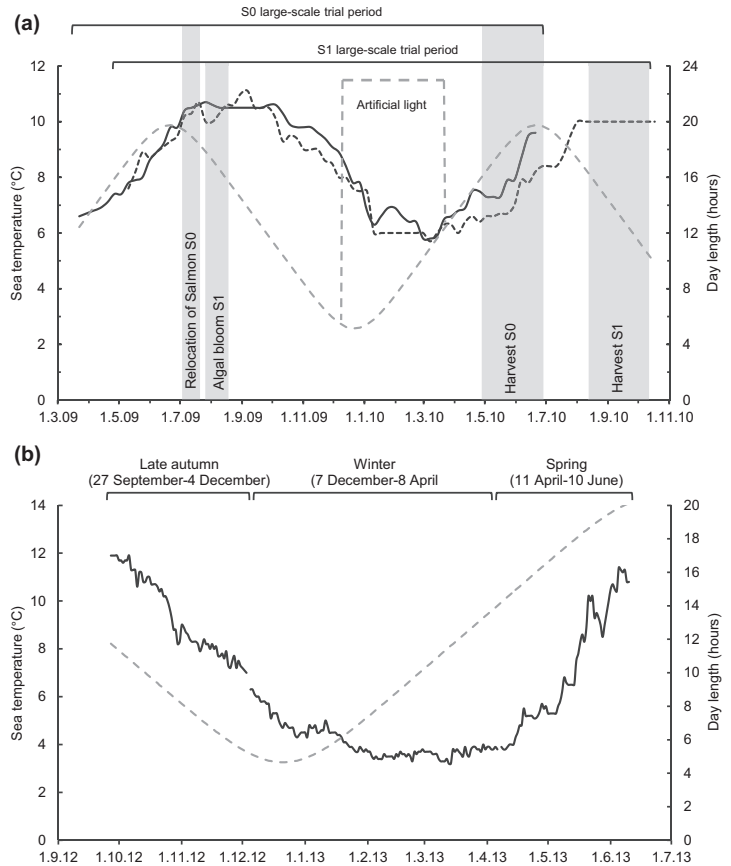 (a)
S0 large-scale trial period
S1 large-scale trial period
Sea temperature (°C)
12
10
8
6
4
2
0
Day length (hours)
24
20
16
12
8
4
0
Artificial light
Relocation of Salmon S0
Algal bloom S1
Harvest S0
Harvest S1
1.3.09 1.5.09 1.7.09 1.9.09 1.11.09 1.1.10 1.3.10 1.5.10 1.7.10 1.9.10 1.11.10
(b)
Late autumn
(27 September-4 December)
Winter
(7 December-8 April
Spring
(11 April-10 June)
Sea temperature (°C)
14
12
10
8
6
4
2
0
Day length (hours)
20
18
16
14
12
10
8
6
4
2
0
1.9.12 1.10.12 1.11.12 1.12.12 1.1.13 1.2.13 1.3.13 1.4.13 1.5.13 1.6.13 1.7.13